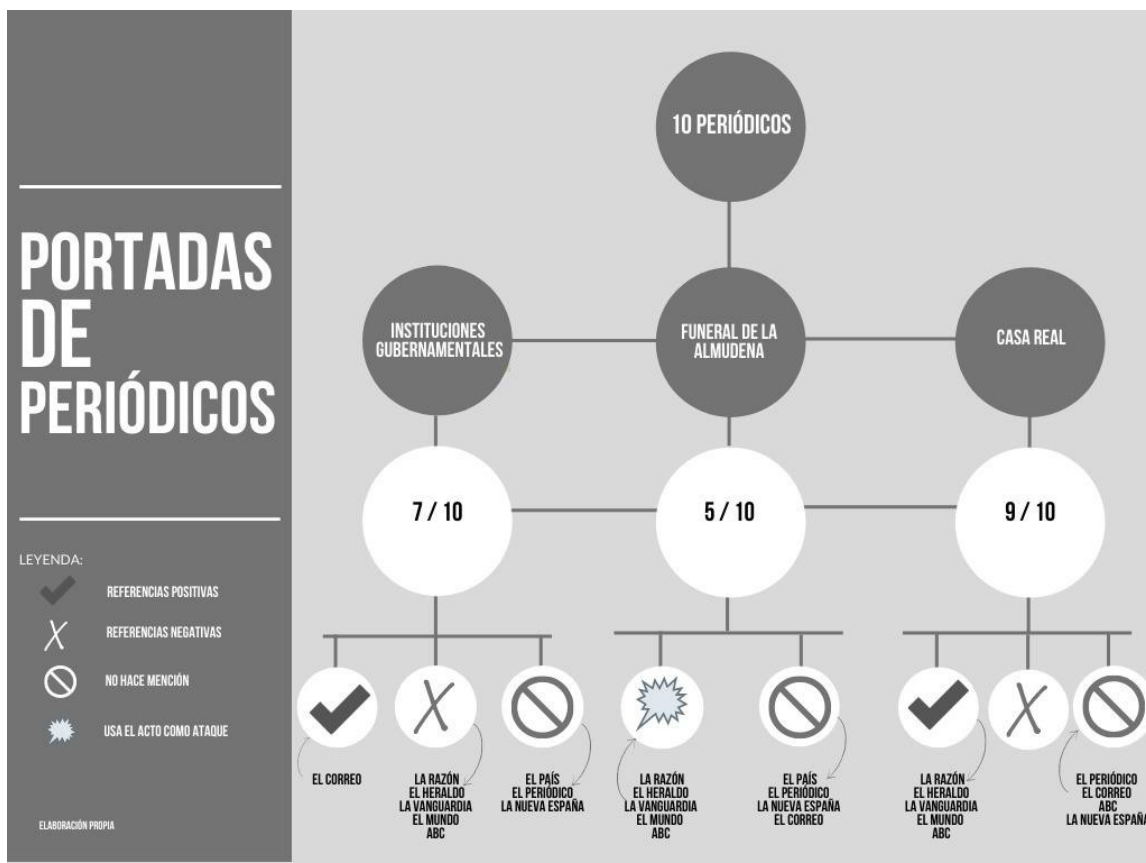 PORTADAS
DE
PERIÓDICOS
LEYENDA:
REFERENCIAS POSITIVAS
REFERENCIAS NEGATIVAS
NO HACE MENCIÓN
USA EL ACTO COMO ATAQUE
ELABORACIÓN PROPIA
10 PERIÓDICOS
INSTITUCIONES
GUBERNAMENTALES
FUNERAL DE LA
ALMUDENA
CASA REAL
7 / 10
5 / 10
9 / 10
EL CORREO
LA RAZÓN
EL HERALDO
LA VANGUARDIA
EL MUNDO
ABC
EL PAÍS
EL PERIÓDICO
LA NUEVA ESPAÑA
LA RAZÓN
EL HERALDO
LA VANGUARDIA
EL MUNDO
ABC
EL PAÍS
EL PERIÓDICO
LA NUEVA ESPAÑA
EL CORREO
LA RAZÓN
EL HERALDO
LA VANGUARDIA
EL MUNDO
ABC
EL PERIÓDICO
EL CORREO
ABC
LA NUEVA ESPAÑA